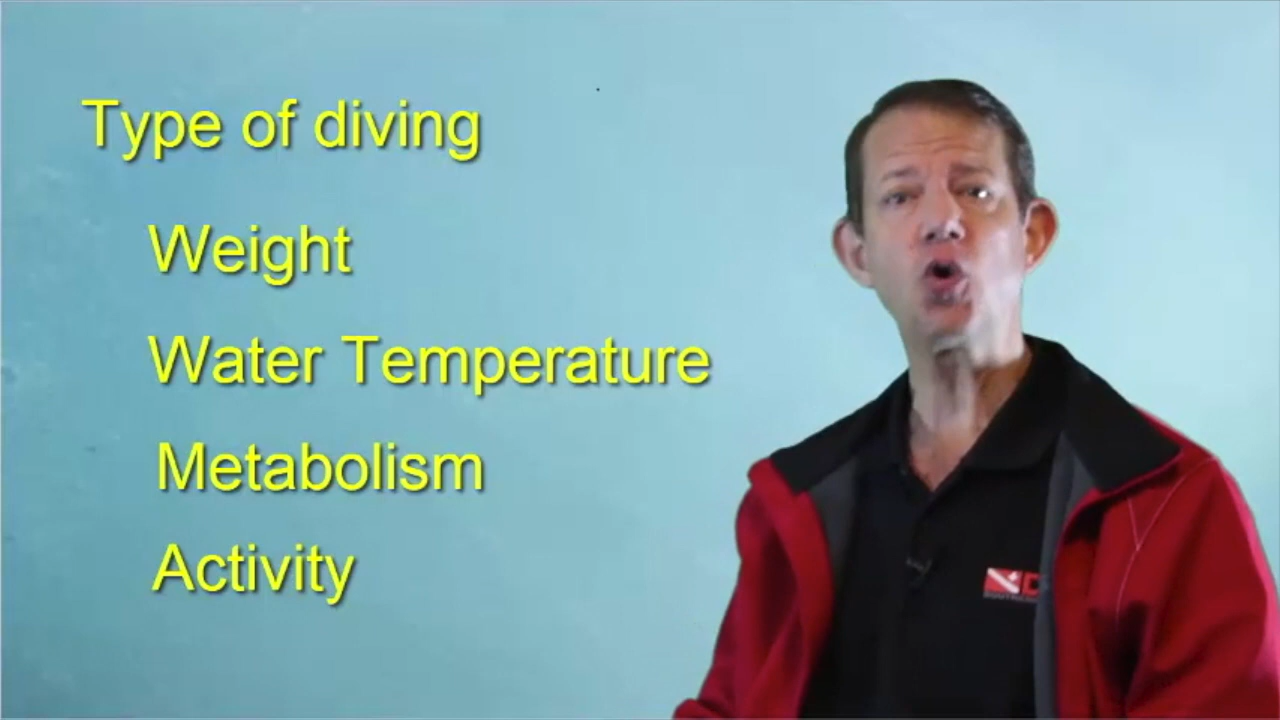 Type of diving
Weight
Water Temperature
Metabolism
Activity